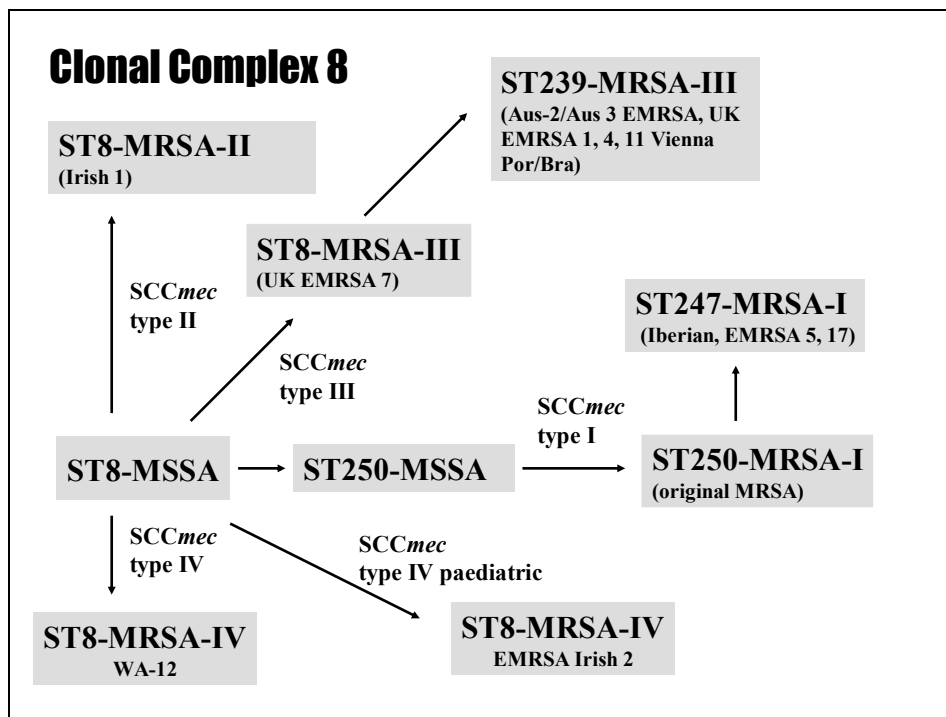 Clonal Complex 8
ST239-MRSA-III
(Aus-2/Aus 3 EMRSA, UK
EMRSA 1, 4, 11 Vienna
Por/Bra)
ST8-MRSA-II
(Irish 1)
ST8-MRSA-III
(UK EMRSA 7)
SCCmec
type II
ST247-MRSA-I
(Iberian, EMRSA 5, 17)
SCCmec
type III
SCCmec
type I
ST8-MSSA
ST250-MSSA
ST250-MRSA-I
(original MRSA)
SCCmec
type IV
SCCmec
type IV paediatric
ST8-MRSA-IV
WA-12
ST8-MRSA-IV
EMRSA Irish 2